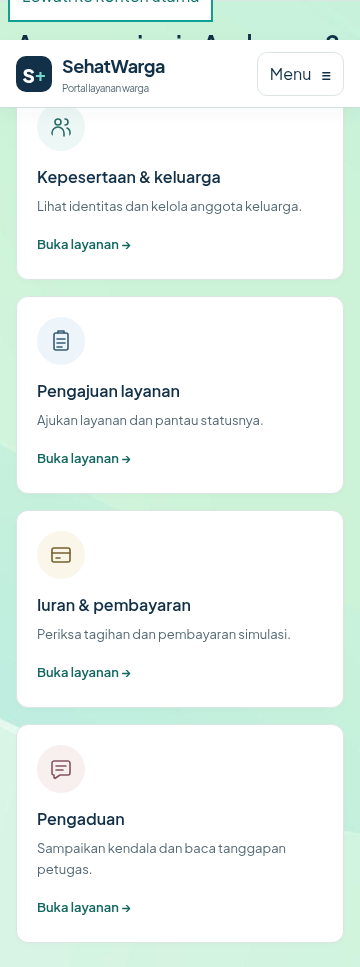 S+
SehatWarga
Portal layanan warga
Menu ≡
Kepesertaan & keluarga
Lihat identitas dan kelola anggota keluarga.
Buka layanan →
Pengajuan layanan
Ajukan layanan dan pantau statusnya.
Buka layanan →
Iuran & pembayaran
Periksa tagihan dan pembayaran simulasi.
Buka layanan →
Pengaduan
Sampaikan kendala dan baca tanggapan
petugas.
Buka layanan →